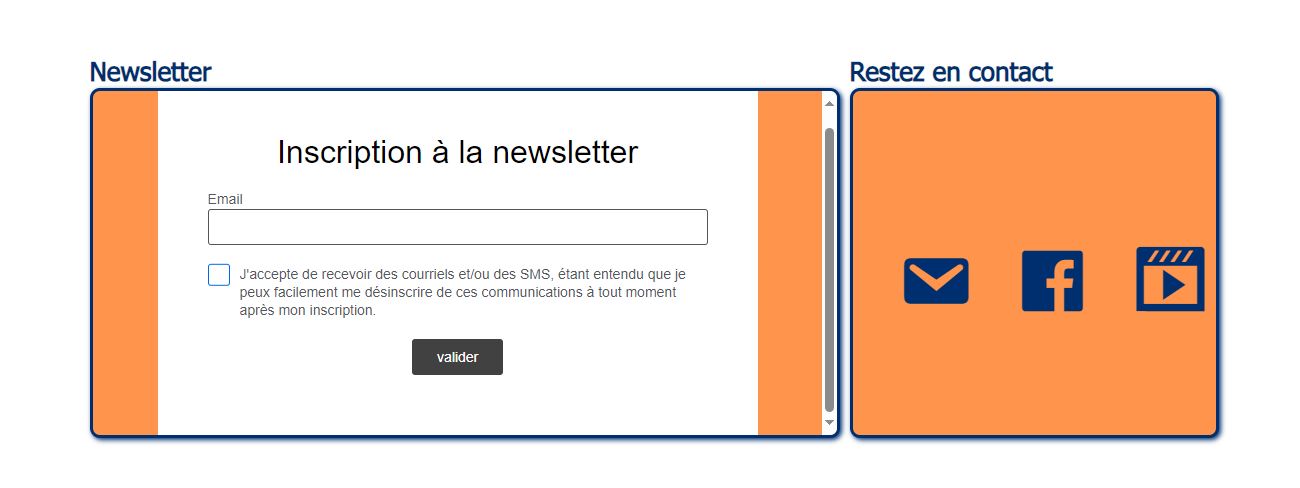 Newsletter
Restez en contact
Inscription à la newsletter
Email
J'accepte de recevoir des courriels et/ou des SMS, étant entendu que je
peux facilement me désinscrire de ces communications à tout moment
après mon inscription.
valider